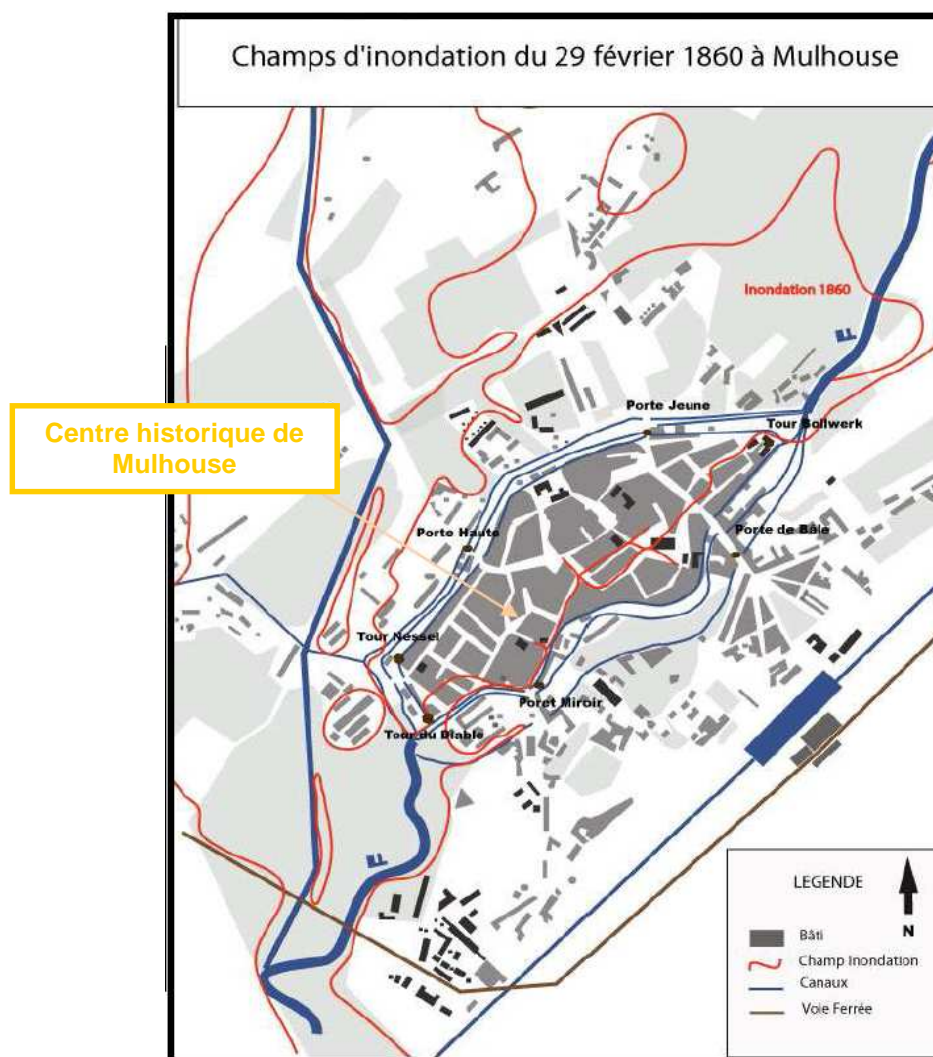 Champs d'inondation du 29 février 1860 à Mulhouse
Inondation 1860
Centre historique de
Mulhouse
Porte Jeune
Tour Bollwerk
Porte Haute
Porte de Bâle
Tour Nessel
Poret Miroir
Tour du Diable
LEGENDE
N
Bâti
Champ Inondation
Canaux
Voie Ferrée